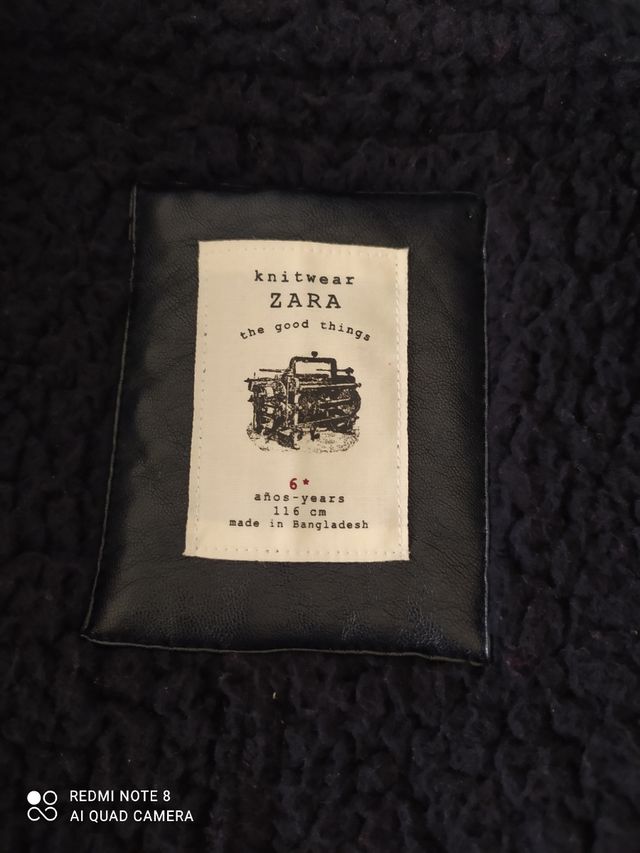 knitwear
ZARA
the good things
6*
años-years
116 cm
made in Bangladesh
REDMI NOTE 8
AI QUAD CAMERA